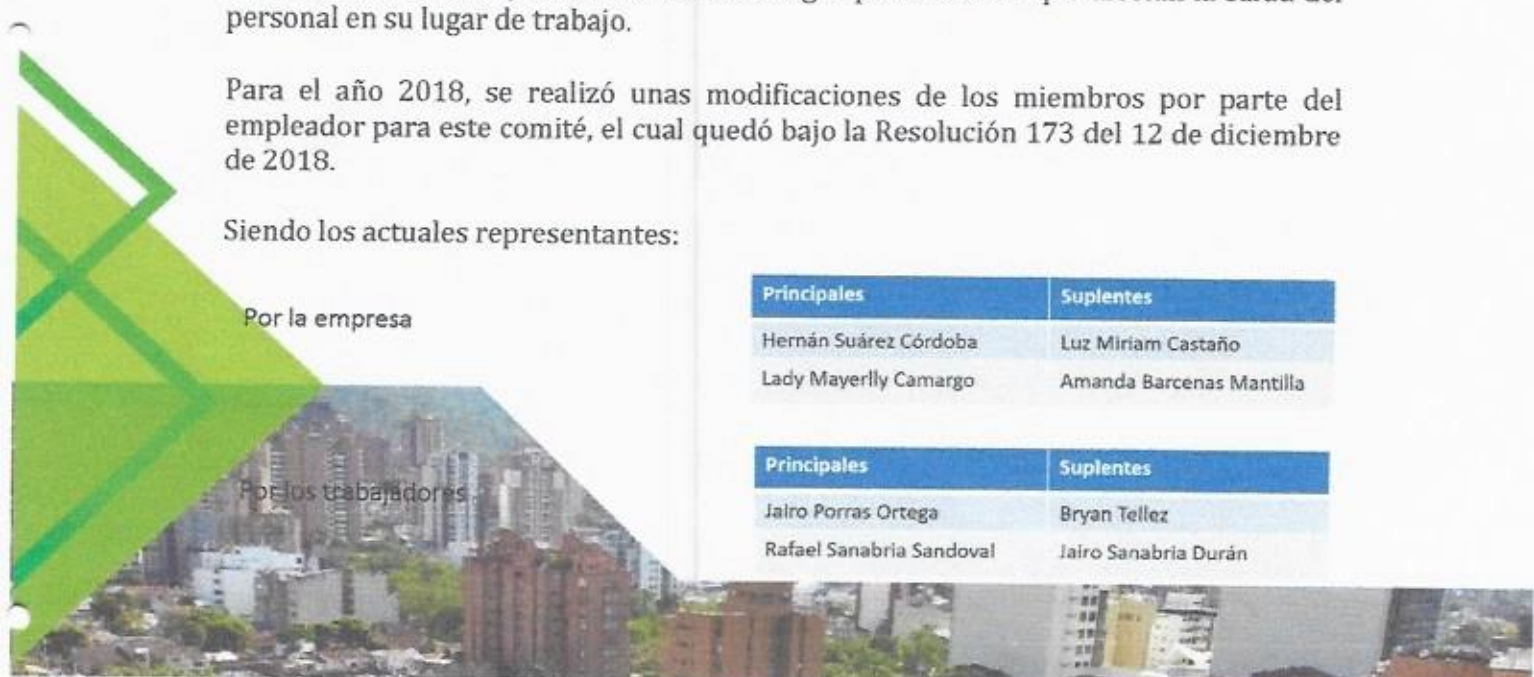 personal en su lugar de trabajo.
Para el año 2018, se realizó unas modificaciones de los miembros por parte del
empleador para este comité, el cual quedó bajo la Resolución 173 del 12 de diciembre
de 2018.
Siendo los actuales representantes:
Por la empresa
Principales Suplentes
Hernán Suárez Córdoba Luz Miriam Castaño
Lady Mayerlly Camargo Amanda Barcenas Mantilla
Por los trabajadores
Principales Suplentes
Jairo Porras Ortega Bryan Tellez
Rafael Sanabria Sandoval Jairo Sanabria Durán